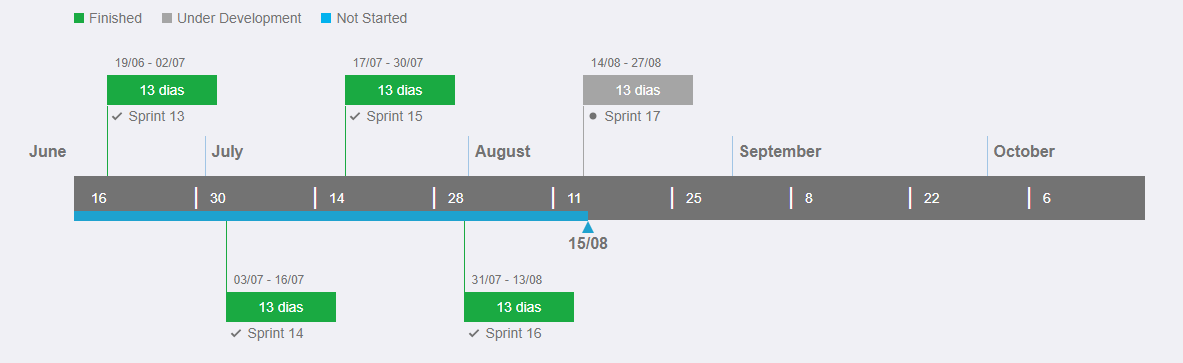 Finished Under Development Not Started
19/06 - 02/07 17/07 - 30/07 14/08 - 27/08
13 dias 13 dias 13 dias
Sprint 13 Sprint 15 Sprint 17
June July August September October
16 30 14 28 11 25 8 22 6
15/08
03/07 - 16/07 31/07 - 13/08
13 dias 13 dias
Sprint 14 Sprint 16